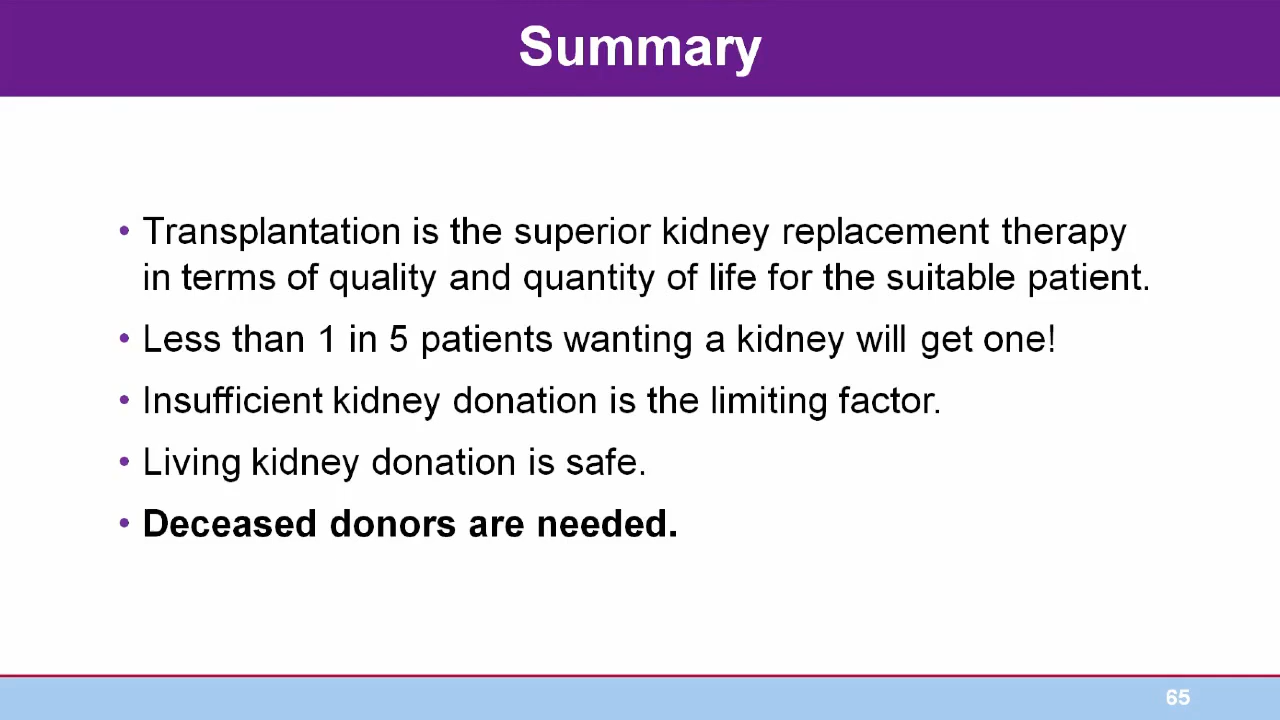 Summary
• Transplantation is the superior kidney replacement therapy
in terms of quality and quantity of life for the suitable patient.
• Less than 1 in 5 patients wanting a kidney will get one!
• Insufficient kidney donation is the limiting factor.
• Living kidney donation is safe.
• Deceased donors are needed.
65